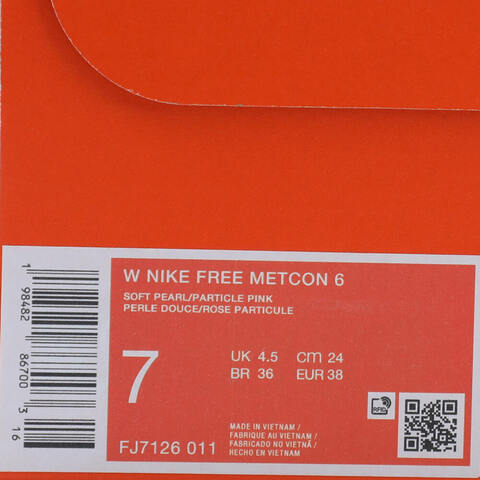 W NIKE FREE METCON 6
SOFT PEARL/PARTICLE PINK
PERLE DOUCE/ROSE PARTICULE
7
UK 4.5 cm 24
BR 36 EUR 38
FJ7126 011
MADE IN VIETNAM /
FABRIQUE AU VIETNAM /
FABRICADO NO VIETNÃ /
HECHO EN VIETNAM
RFID
1 98482 86700 3 16